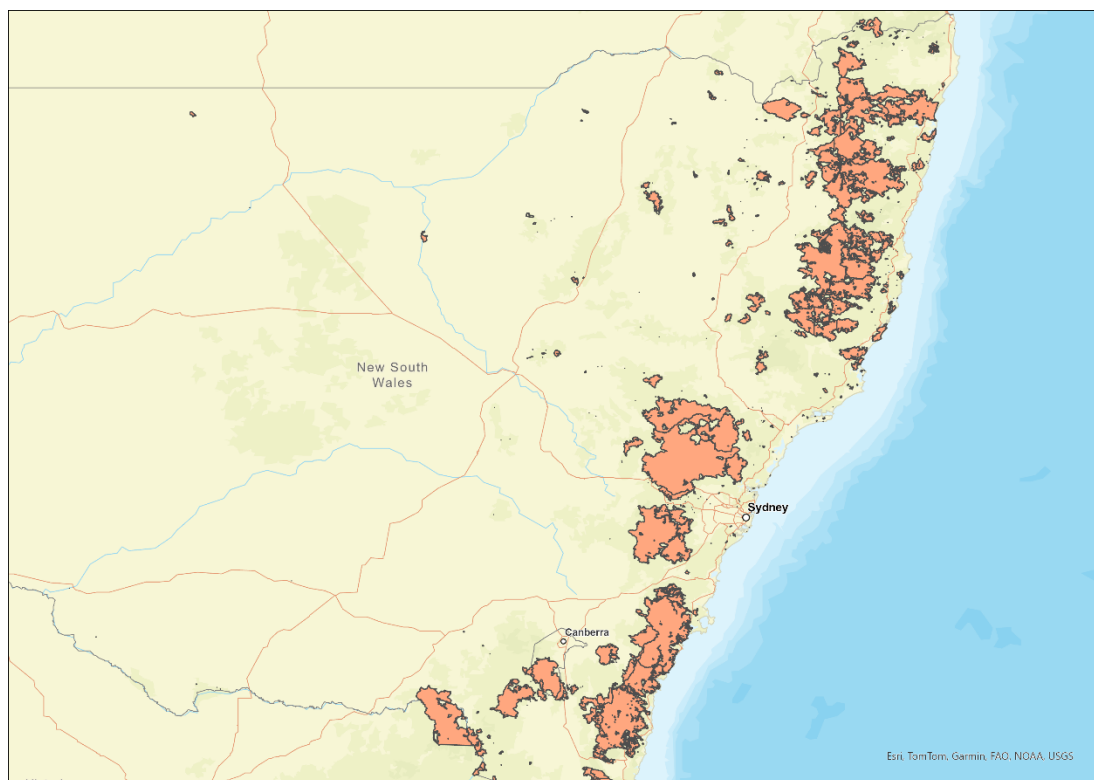 New South
Wales
Sydney
Canberra
Esri, TomTom, Garmin, FAO, NOAA, USGS